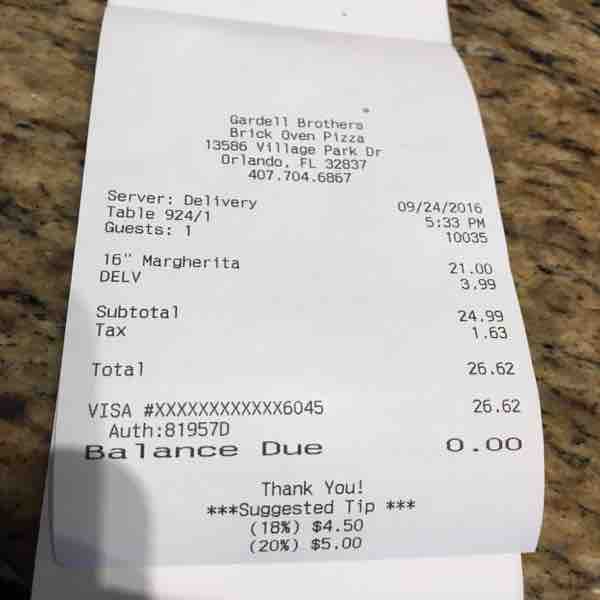 Gardell Brothers
Brick Oven Pizza
13586 Village Park Dr
Orlando, FL 32837
407.704.6867
Server: Delivery 09/24/2016
Table 924/1 5:33 PM
Guests: 1 10035
16" Margherita 21.00
DELV 3.99
Subtotal 24.99
Tax 1.63
Total 26.62
VISA #XXXXXXXXXXXX6045 26.62
Auth:81957D
Balance Due 0.00
Thank You!
***Suggested Tip ***
(18%) $4.50
(20%) $5.00